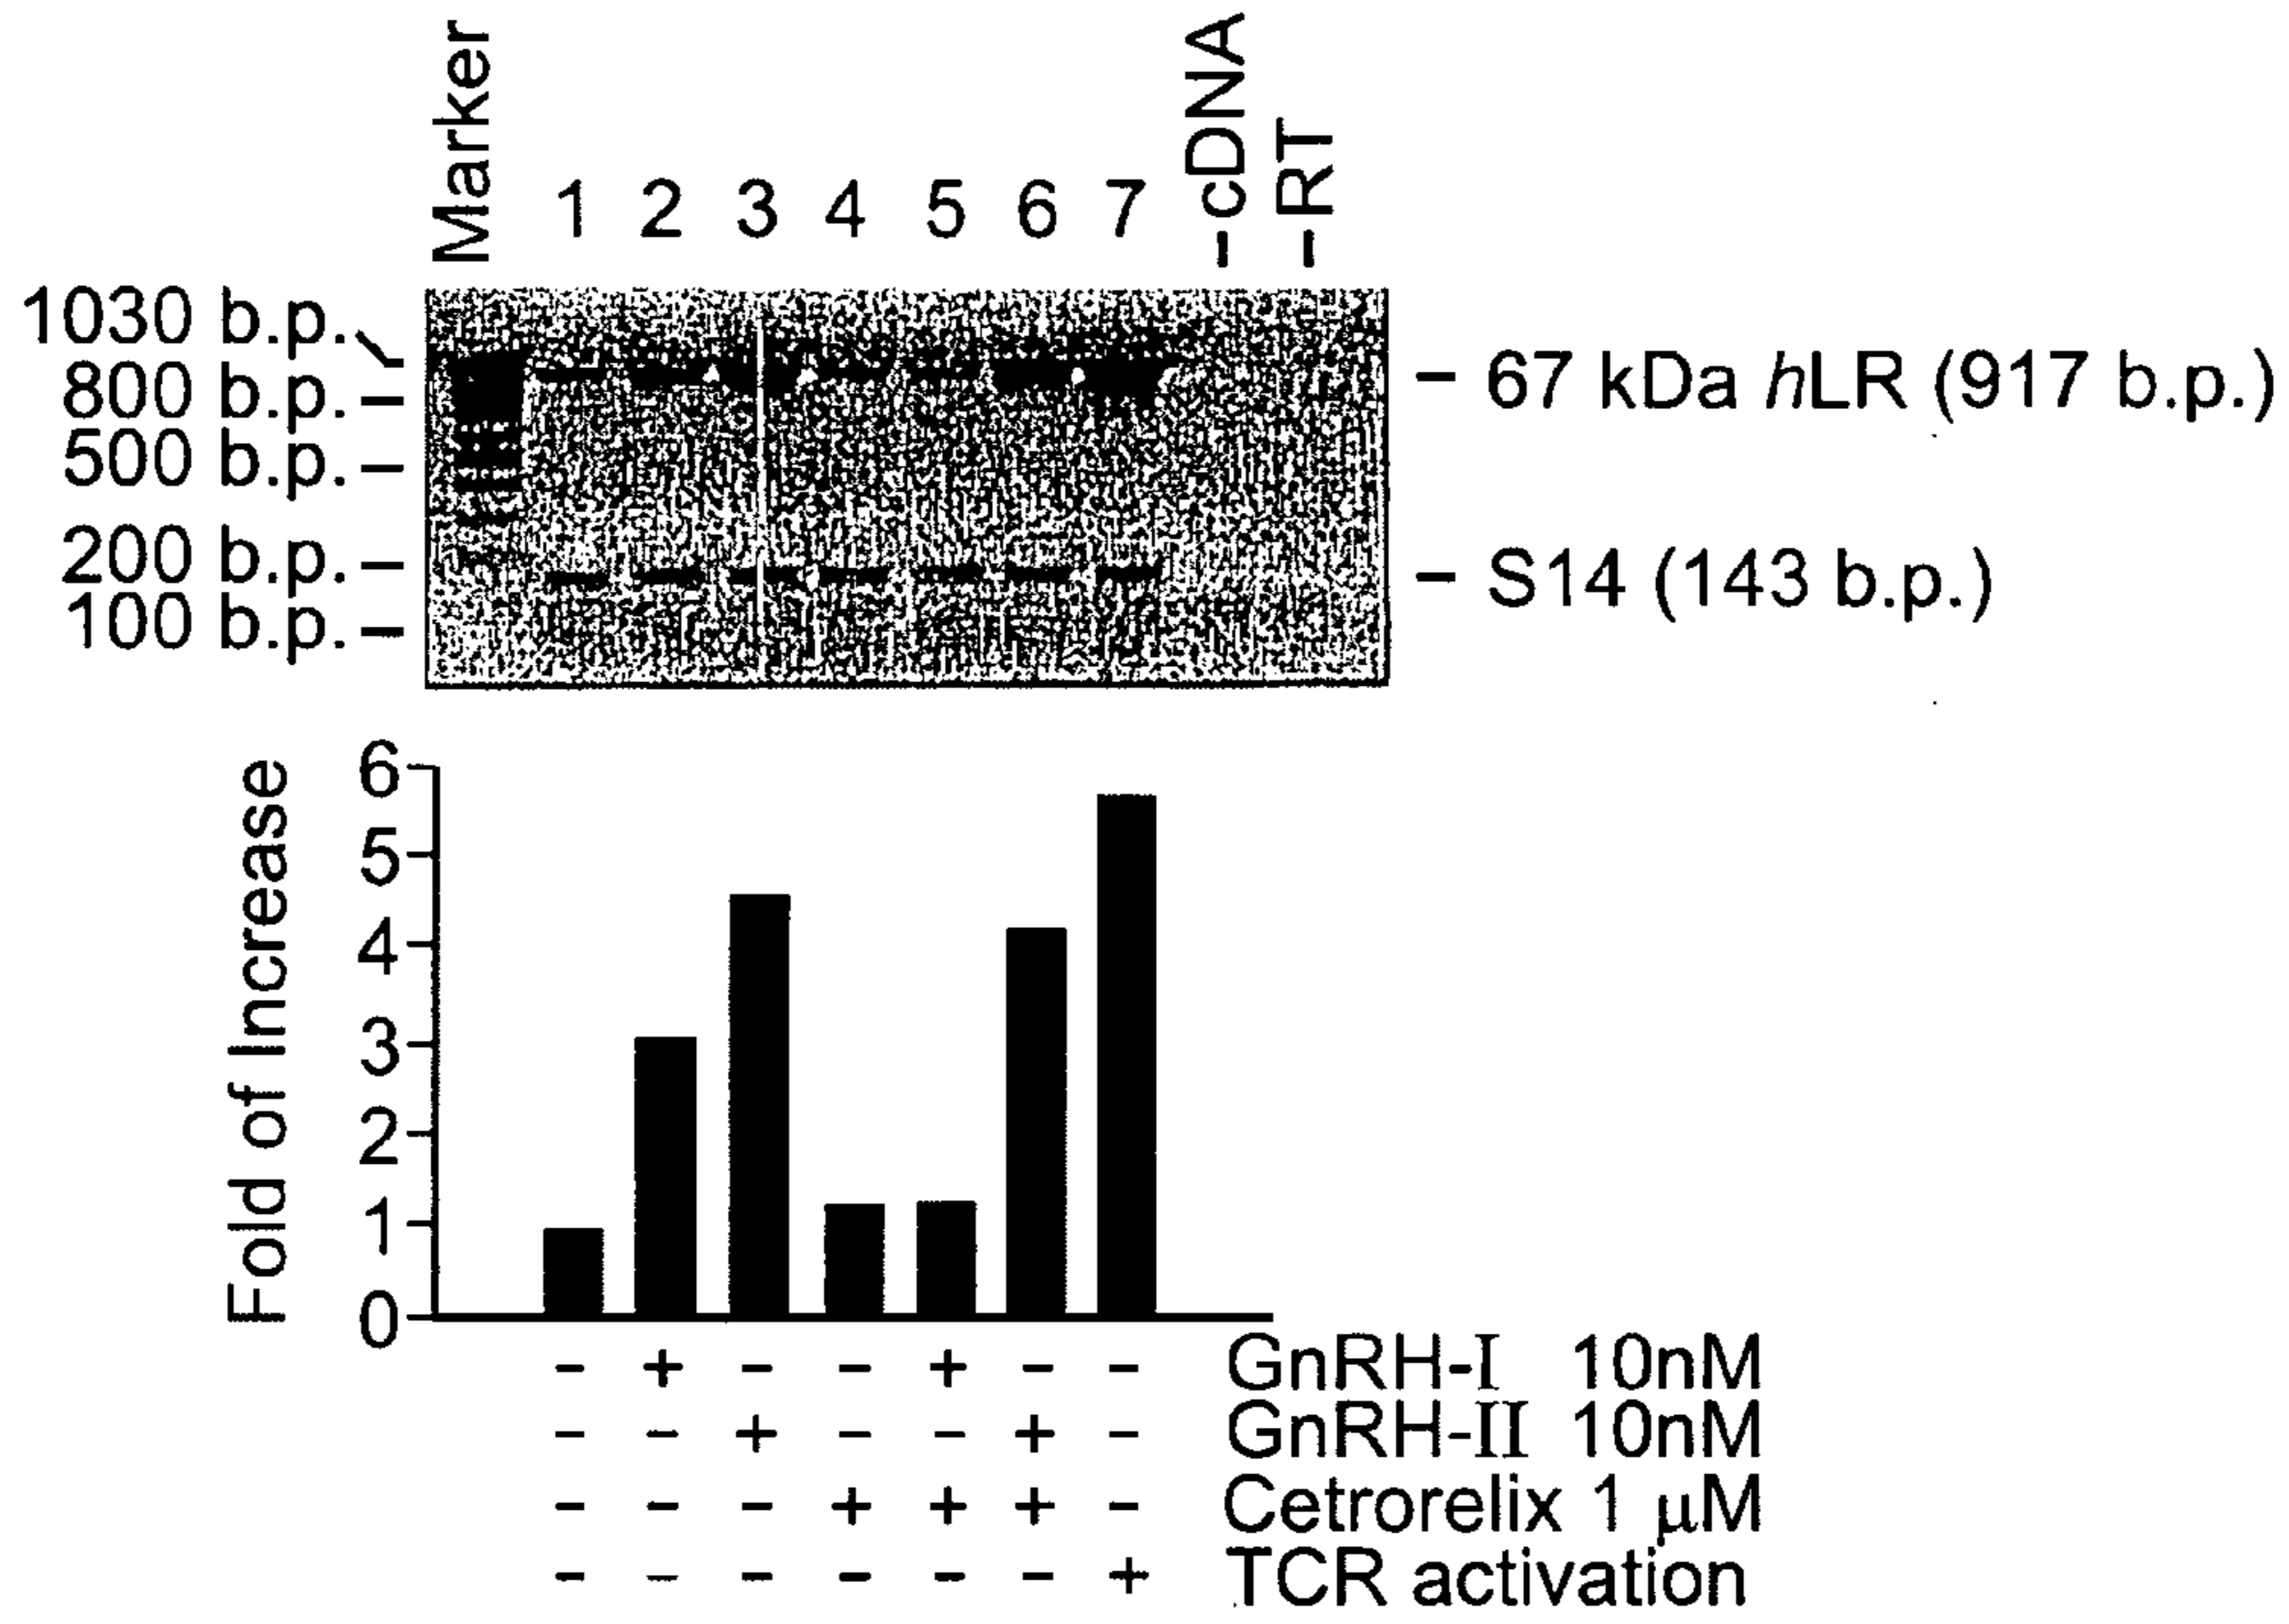 Marker 1 2 3 4 5 6 7 -cDNA -RT
1030 b.p.
800 b.p.
500 b.p.
200 b.p.
100 b.p.
- 67 kDa hLR (917 b.p.)
- S14 (143 b.p.)
Fold of Increase
6
5
4
3
2
1
0
- + - - + - - GnRH-I 10nM
- - + - - + - GnRH-II 10nM
- - - + + + - Cetrorelix 1 μM
- - - - - - + TCR activation